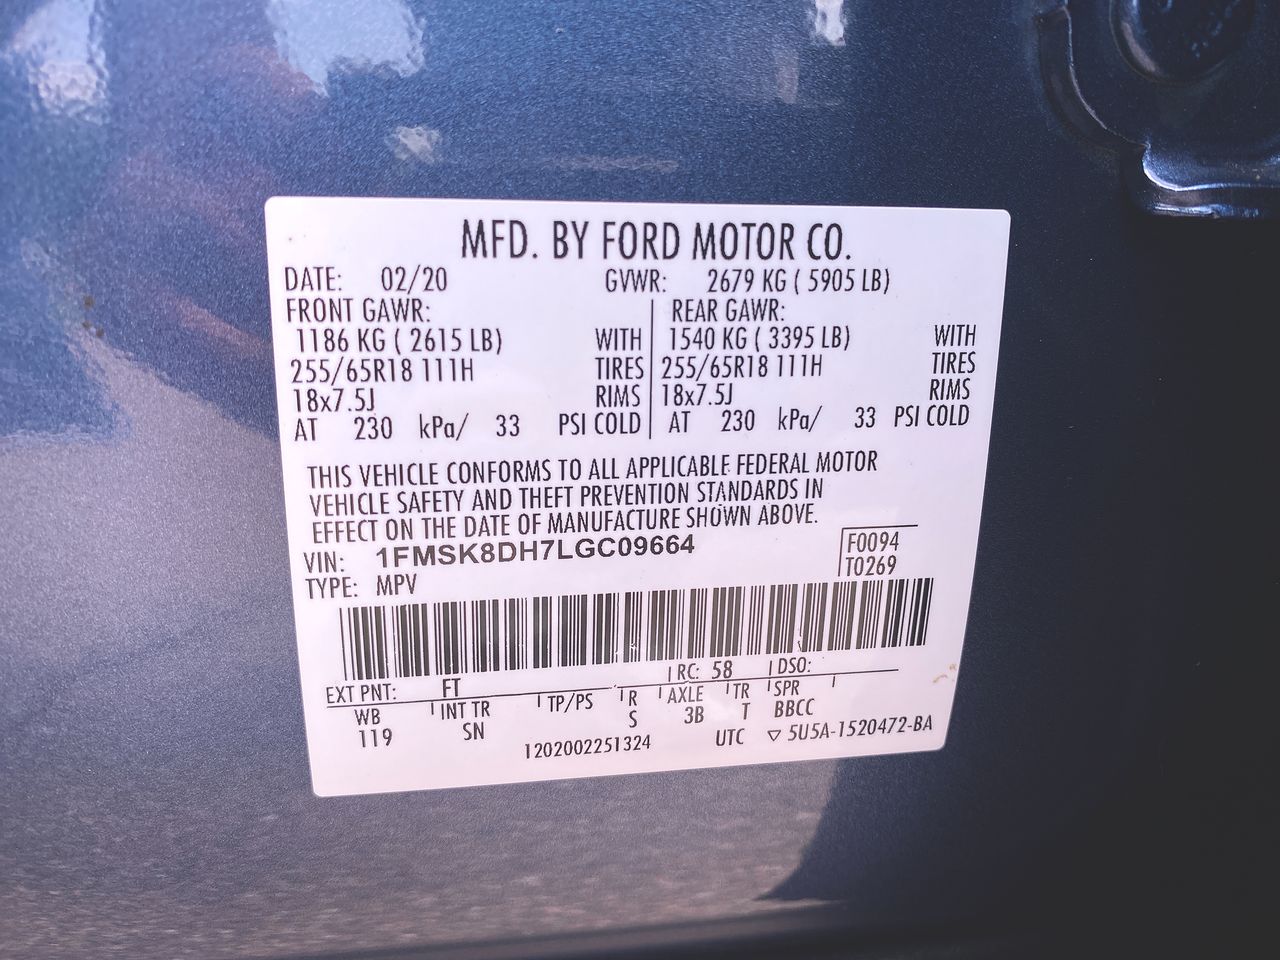 MFD. BY FORD MOTOR CO.
DATE: 02/20 GVWR: 2679 KG ( 5905 LB)
FRONT GAWR: REAR GAWR:
1186 KG ( 2615 LB) WITH 1540 KG ( 3395 LB) WITH
255/65R18 111H TIRES 255/65R18 111H TIRES
18x7.5J RIMS 18x7.5J RIMS
AT 230 kPa/ 33 PSI COLD AT 230 kPa/ 33 PSI COLD
THIS VEHICLE CONFORMS TO ALL APPLICABLE FEDERAL MOTOR
VEHICLE SAFETY AND THEFT PREVENTION STANDARDS IN
EFFECT ON THE DATE OF MANUFACTURE SHOWN ABOVE.
VIN: 1FMSK8DH7LGC09664 F0094
TYPE: MPV T0269
EXT PNT: FT RC: 58 DSO:
WB INT TR TP/PS R AXLE TR SPR
119 SN S 3B T BBCC
1202002251324 UTC ▽ 5U5A-1520472-BA